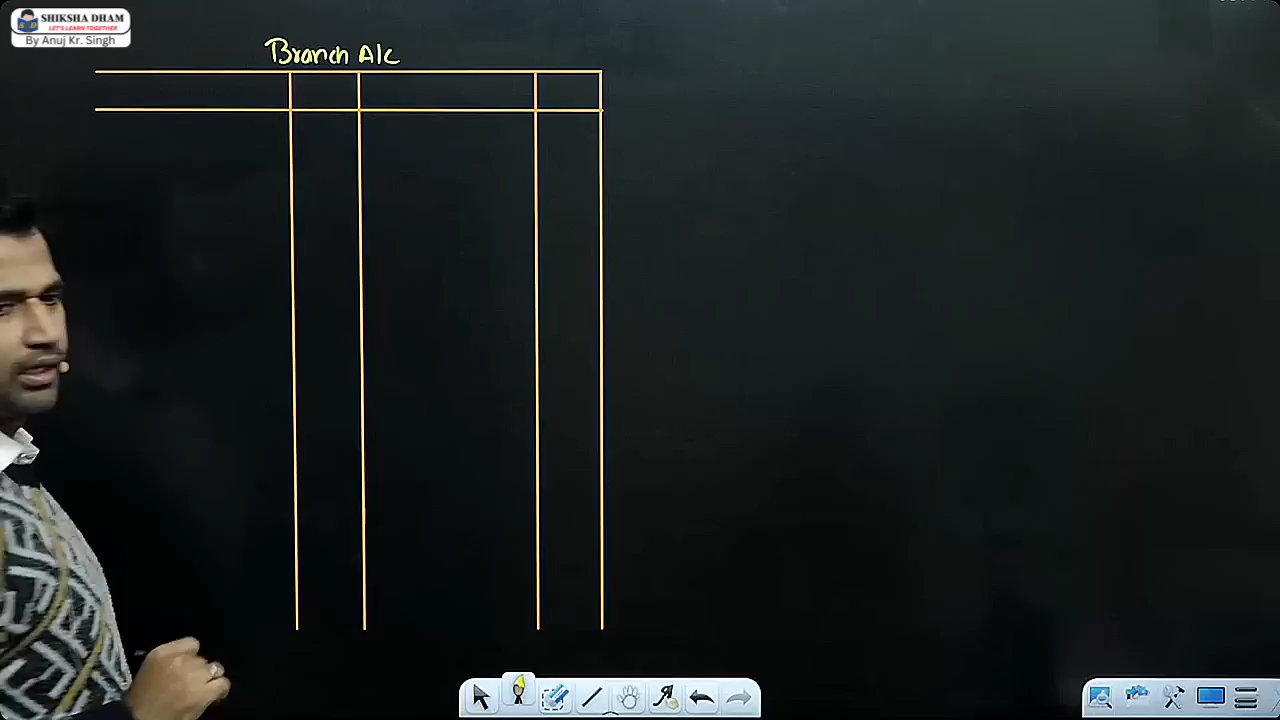 SHIKSHA DHAM
LET'S LEARN TOGETHER
By Anuj Kr. Singh
Branch A/c